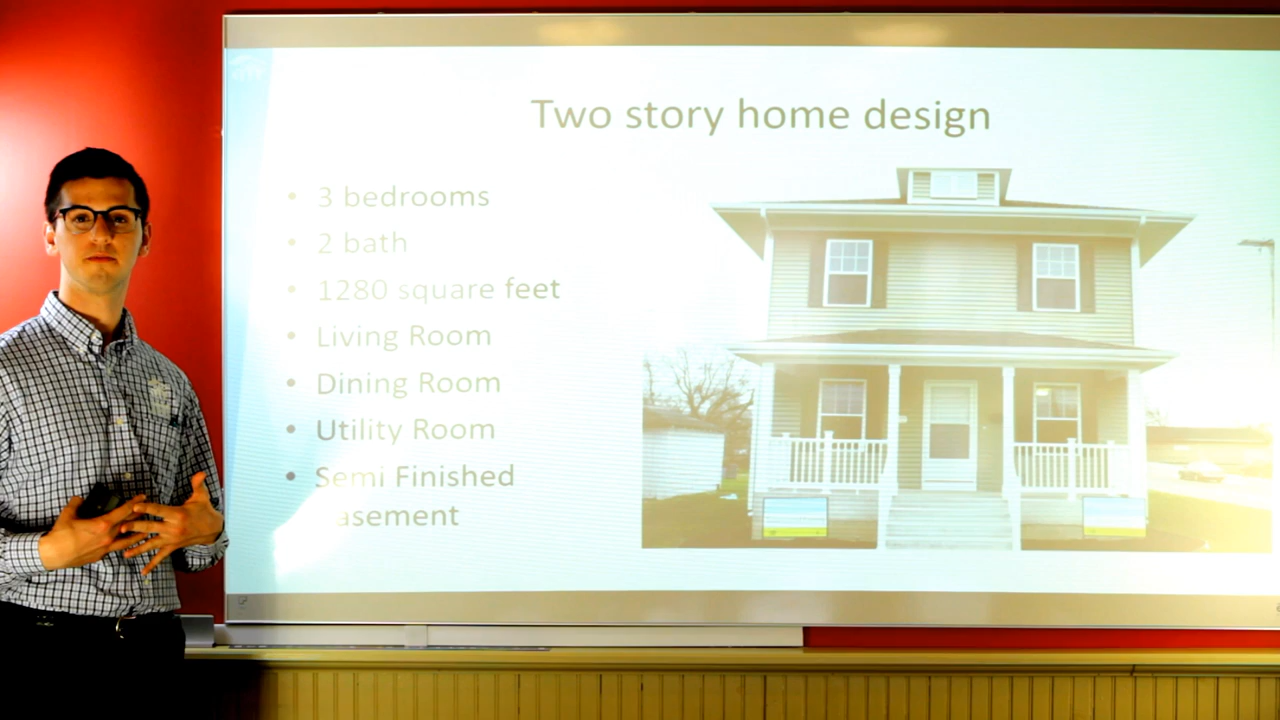 Two story home design
• 3 bedrooms
• 2 bath
• 1280 square feet
• Living Room
• Dining Room
• Utility Room
• Semi Finished
asement